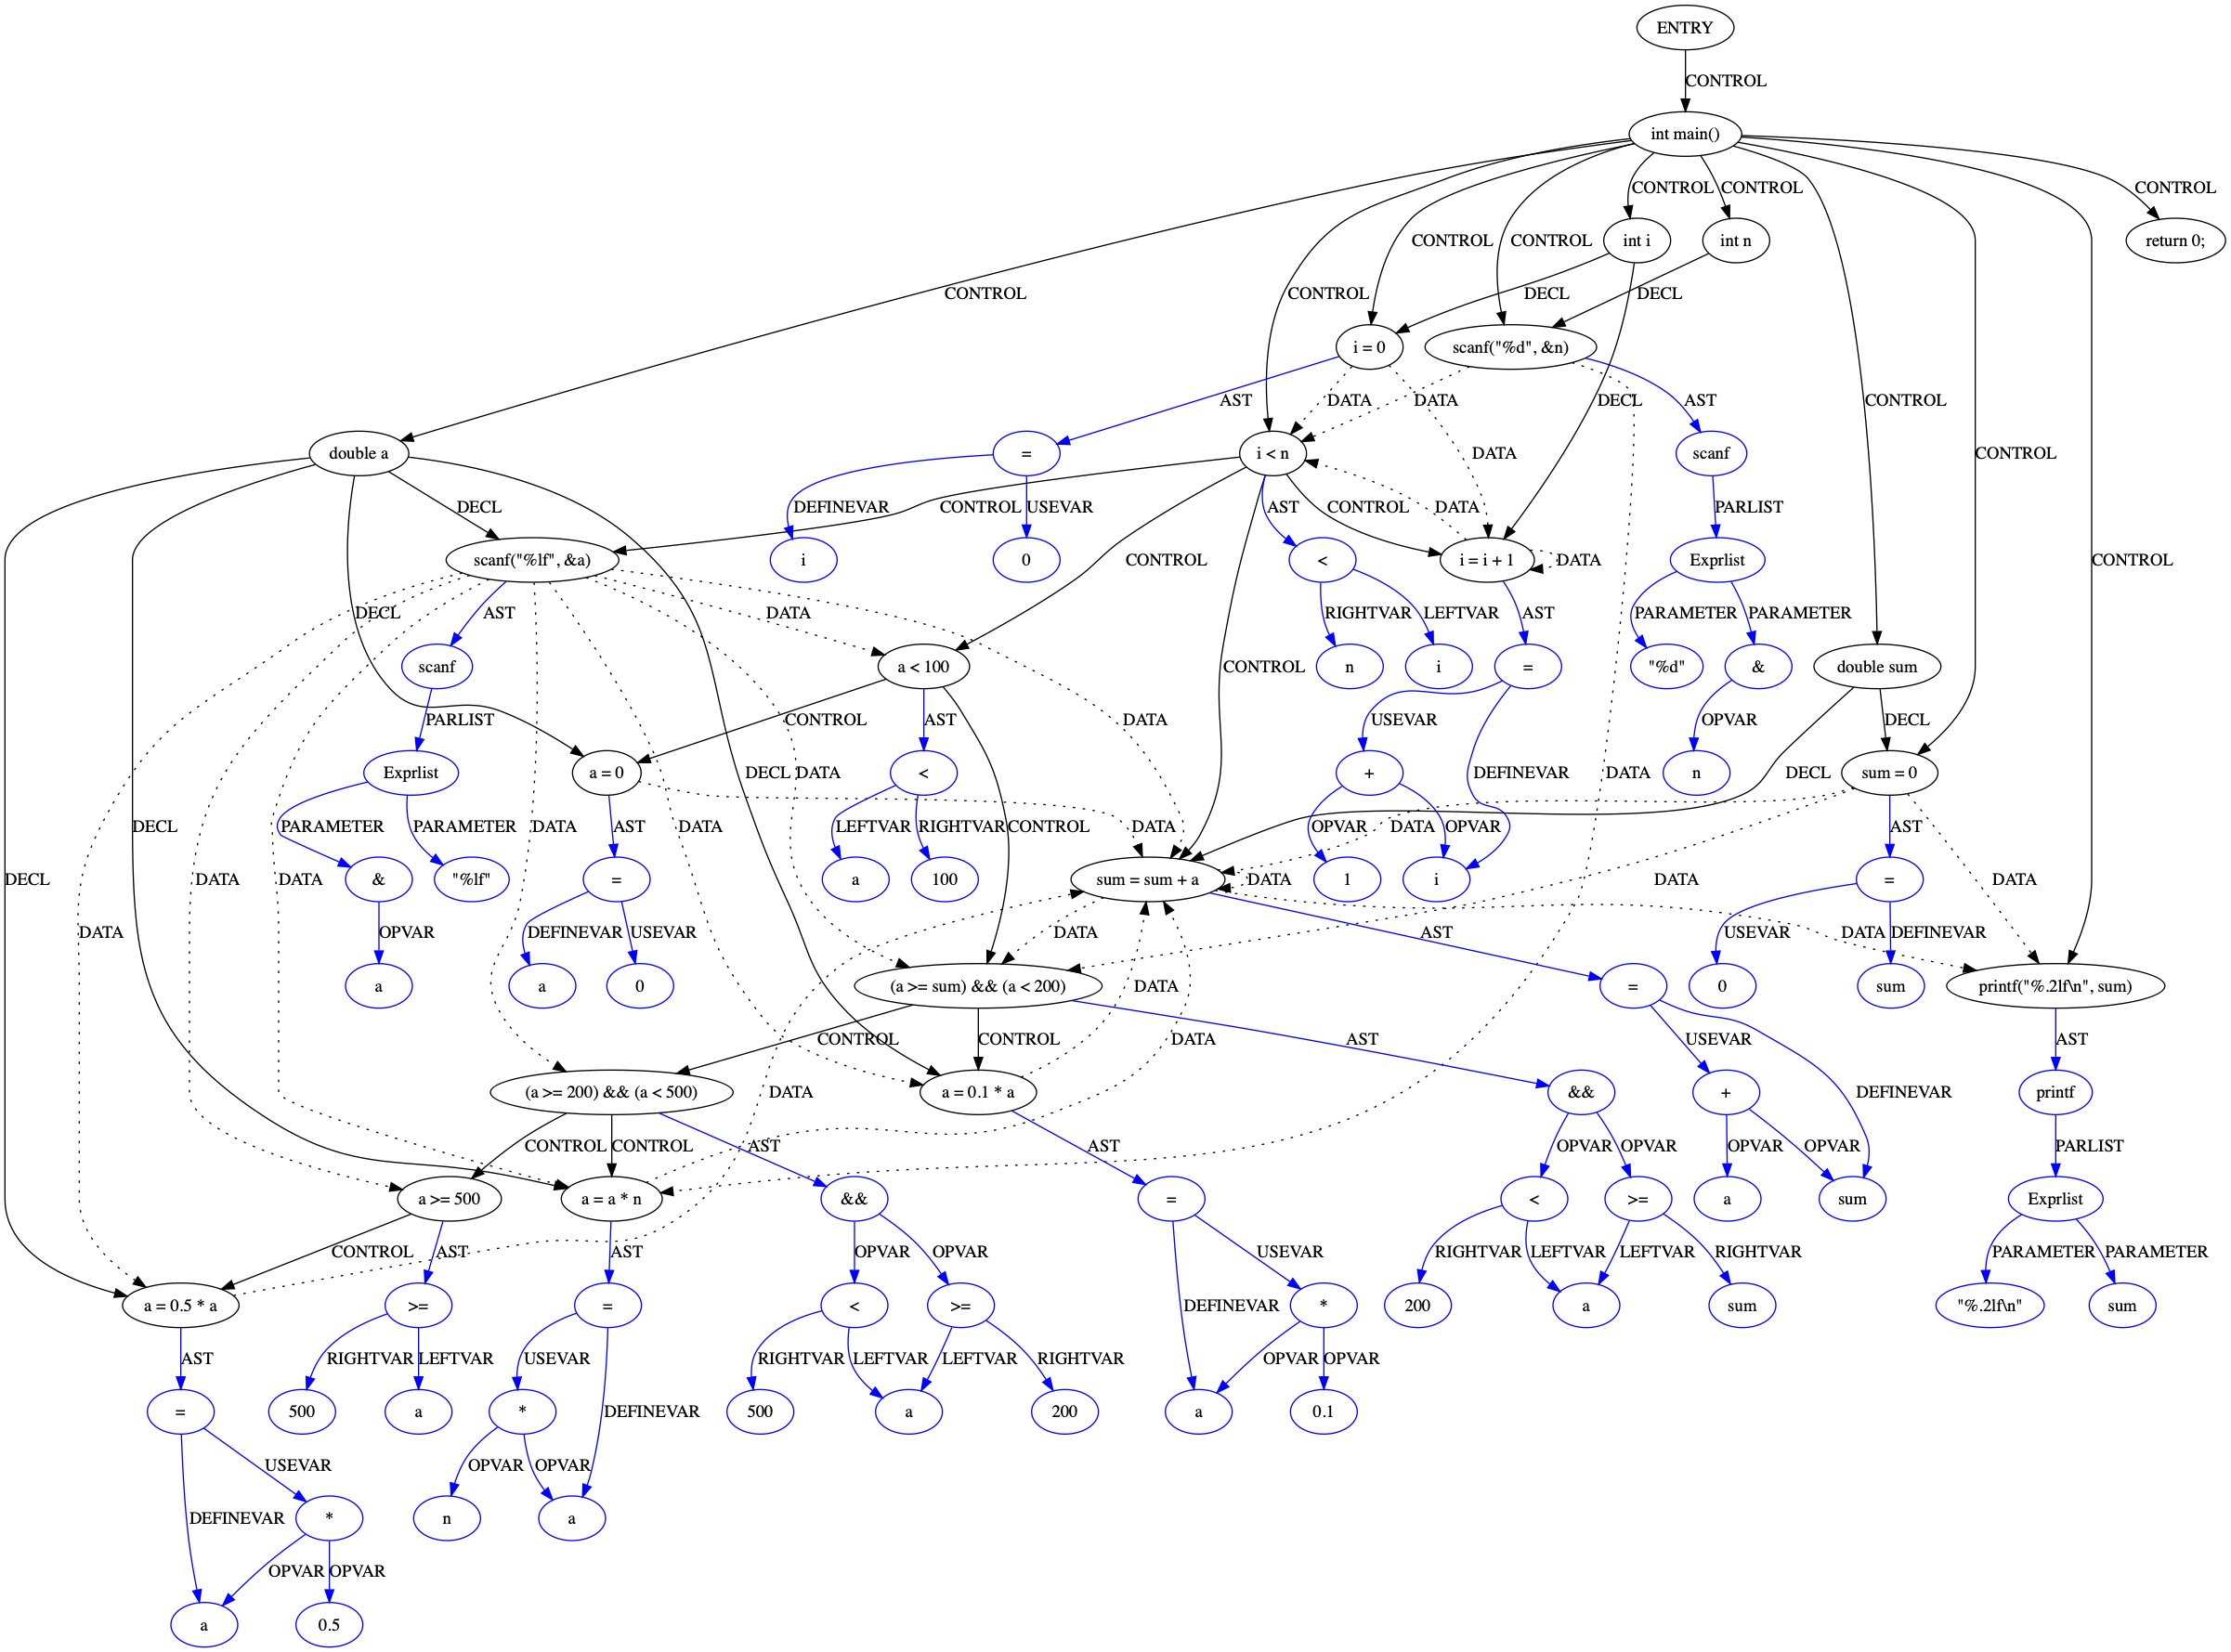 ENTRY
CONTROL
int main()
CONTROL CONTROL CONTROL
CONTROL CONTROL int i int n return 0;
CONTROL CONTROL DECL DECL
i = 0 scanf("%d", &n)
AST DATA DATA DECL AST CONTROL
double a = i < n DATA scanf CONTROL
DECL CONTROL DEFINEVAR USEVAR AST CONTROL DATA PARLIST
scanf("%lf", &a) i 0 CONTROL < i = i + 1 DATA Exprlist CONTROL
DECL AST DATA RIGHTVAR LEFTVAR AST PARAMETER PARAMETER
scanf a < 100 CONTROL n i = "%d" & double sum
PARLIST CONTROL AST DATA USEVAR OPVAR DECL
Exprlist a = 0 DECL DATA < + DEFINEVAR DATA n DECL sum = 0
PARAMETER PARAMETER DATA AST DATA LEFTVAR RIGHTVAR CONTROL DATA DATA OPVAR OPVAR AST
& "%lf" = a 100 sum = sum + a DATA 1 i DATA = DATA
DECL DATA DATA DATA OPVAR DEFINEVAR USEVAR DATA AST USEVAR DEFINEVAR DATA
DECL a a 0 (a >= sum) && (a < 200) DATA = 0 sum printf("%.2lf\n", sum)
CONTROL CONTROL DATA AST USEVAR AST
(a >= 200) && (a < 500) DATA a = 0.1 * a && + DEFINEVAR printf
CONTROL CONTROL AST AST OPVAR OPVAR OPVAR OPVAR PARLIST
a >= 500 a = a * n && = < >= a sum Exprlist
CONTROL AST AST OPVAR OPVAR USEVAR RIGHTVAR LEFTVAR LEFTVAR RIGHTVAR PARAMETER PARAMETER
a = 0.5 * a >= = < >= DEFINEVAR * 200 a sum "%.2lf\n" sum
AST RIGHTVAR LEFTVAR USEVAR RIGHTVAR LEFTVAR LEFTVAR RIGHTVAR OPVAR OPVAR
= 500 a * DEFINEVAR 500 a 200 a 0.1
USEVAR OPVAR OPVAR
DEFINEVAR * n a
OPVAR OPVAR
a 0.5